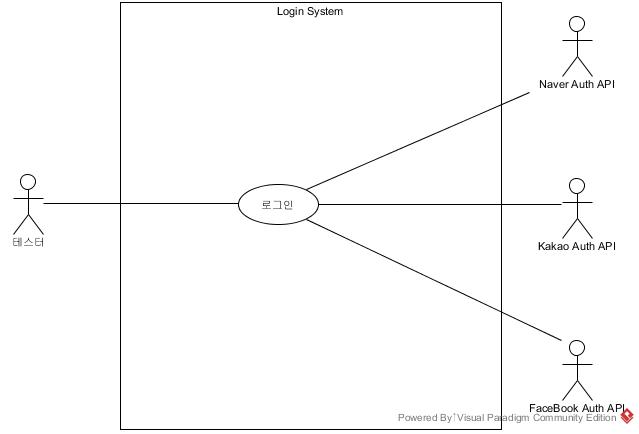 Login System
Naver Auth API
테스터
로그인
Kakao Auth API
FaceBook Auth API
Powered By Visual Paradigm Community Edition